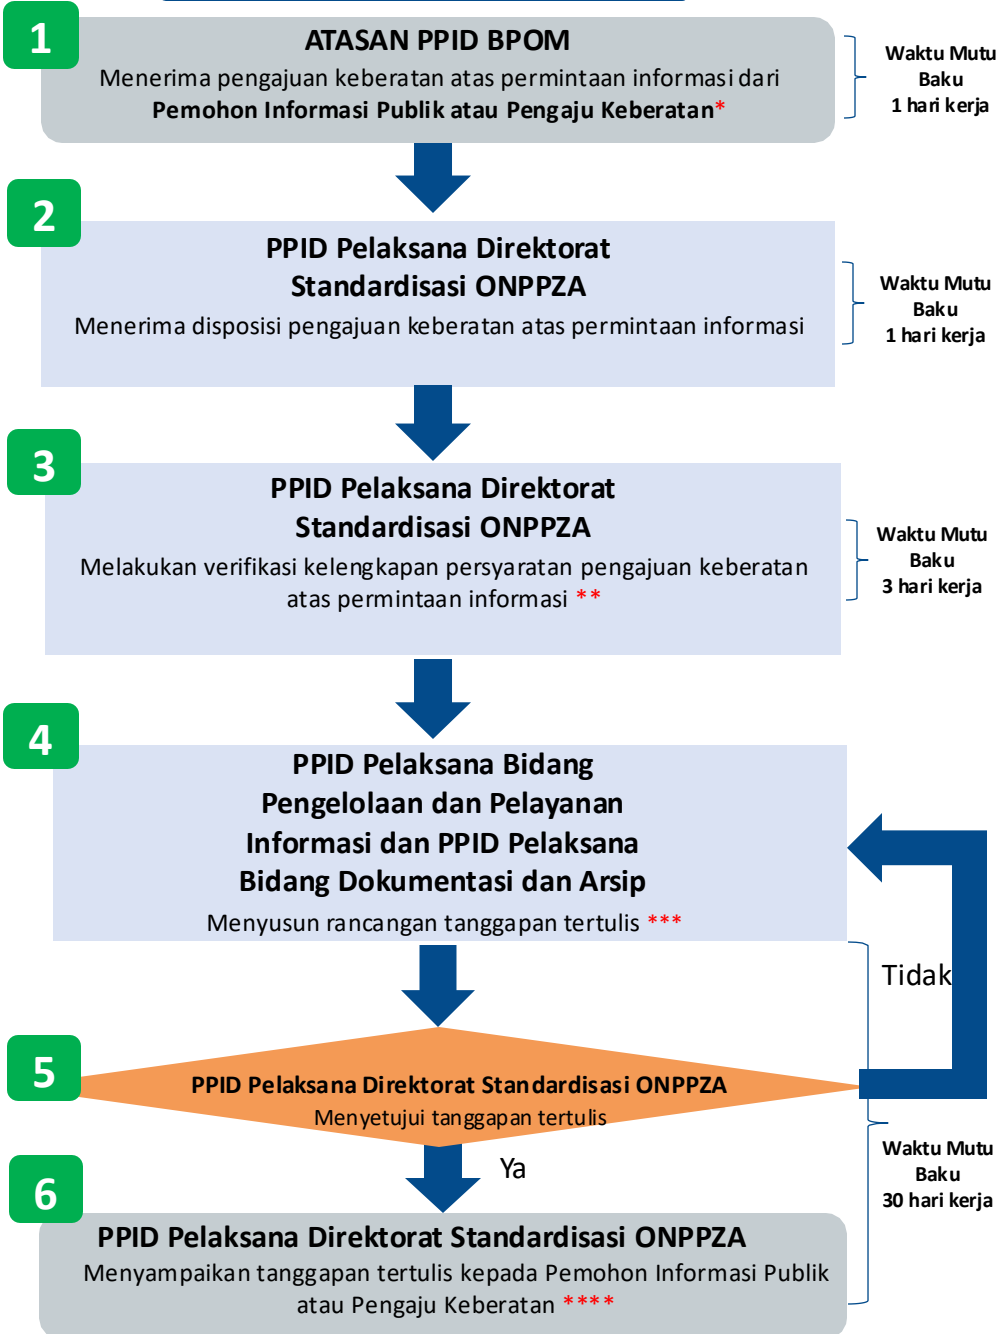 1
ATASAN PPID BPOM
Menerima pengajuan keberatan atas permintaan informasi dari
Pemohon Informasi Publik atau Pengaju Keberatan*
Waktu Mutu
Baku
1 hari kerja
2
PPID Pelaksana Direktorat
Standardisasi ONPPZA
Menerima disposisi pengajuan keberatan atas permintaan informasi
Waktu Mutu
Baku
1 hari kerja
3
PPID Pelaksana Direktorat
Standardisasi ONPPZA
Melakukan verifikasi kelengkapan persyaratan pengajuan keberatan
atas permintaan informasi **
Waktu Mutu
Baku
3 hari kerja
4
PPID Pelaksana Bidang
Pengelolaan dan Pelayanan
Informasi dan PPID Pelaksana
Bidang Dokumentasi dan Arsip
Menyusun rancangan tanggapan tertulis ***
Tidak
5
PPID Pelaksana Direktorat Standardisasi ONPPZA
Menyetujui tanggapan tertulis
Ya
Waktu Mutu
Baku
30 hari kerja
6
PPID Pelaksana Direktorat Standardisasi ONPPZA
Menyampaikan tanggapan tertulis kepada Pemohon Informasi Publik
atau Pengaju Keberatan ****